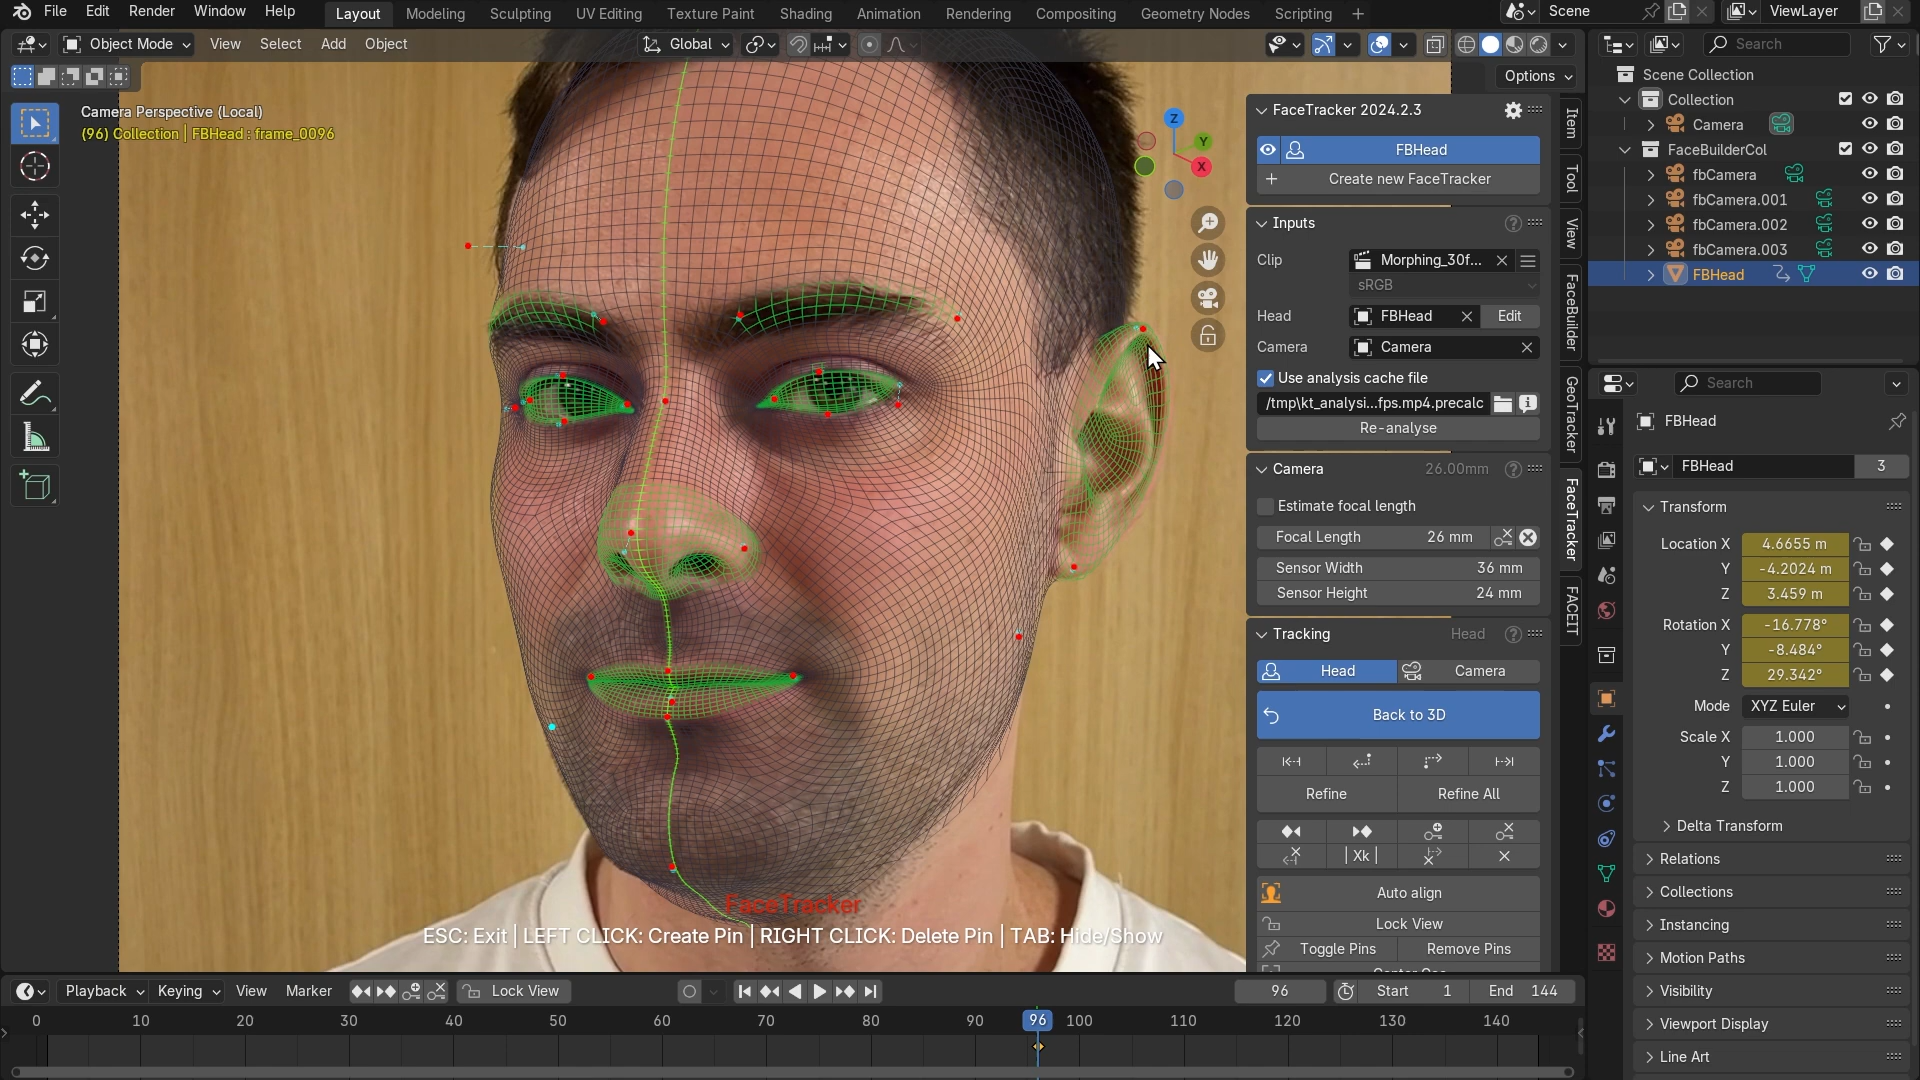 File Edit Render Window Help Layout Modeling Sculpting UV Editing Texture Paint Shading Animation Rendering Compositing Geometry Nodes Scripting + Scene ViewLayer
Object Mode View Select Add Object Global Search
Options
Camera Perspective (Local)
(96) Collection | FBHead : frame_0096
Z
Y
X
FaceTracker 2024.2.3
FBHead
Create new FaceTracker
Inputs
Clip Morphing_30f...
sRGB
Head FBHead Edit
Camera Camera
Use analysis cache file
/tmp\kt_analysi...fps.mp4.precalc
Re-analyse
Camera 26.00mm
Estimate focal length
Focal Length 26 mm
Sensor Width 36 mm
Sensor Height 24 mm
Tracking Head
Head Camera
Back to 3D
Refine Refine All
| Xk |
Auto align
Lock View
Toggle Pins Remove Pins
Item
Tool
View
FaceBuilder
GeoTracker
FaceTracker
FACEIT
Scene Collection
Collection
Camera
FaceBuilderCol
fbCamera
fbCamera.001
fbCamera.002
fbCamera.003
FBHead
Search
FBHead
FBHead 3
Transform
Location X 4.6655 m
Y -4.2024 m
Z 3.459 m
Rotation X -16.778°
Y -8.484°
Z 29.342°
Mode XYZ Euler
Scale X 1.000
Y 1.000
Z 1.000
Delta Transform
Relations
Collections
Instancing
Motion Paths
Visibility
Viewport Display
Line Art
FaceTracker
ESC: Exit | LEFT CLICK: Create Pin | RIGHT CLICK: Delete Pin | TAB: Hide/Show
Playback Keying View Marker Lock View 96 Start 1 End 144
0 10 20 30 40 50 60 70 80 90 96 100 110 120 130 140